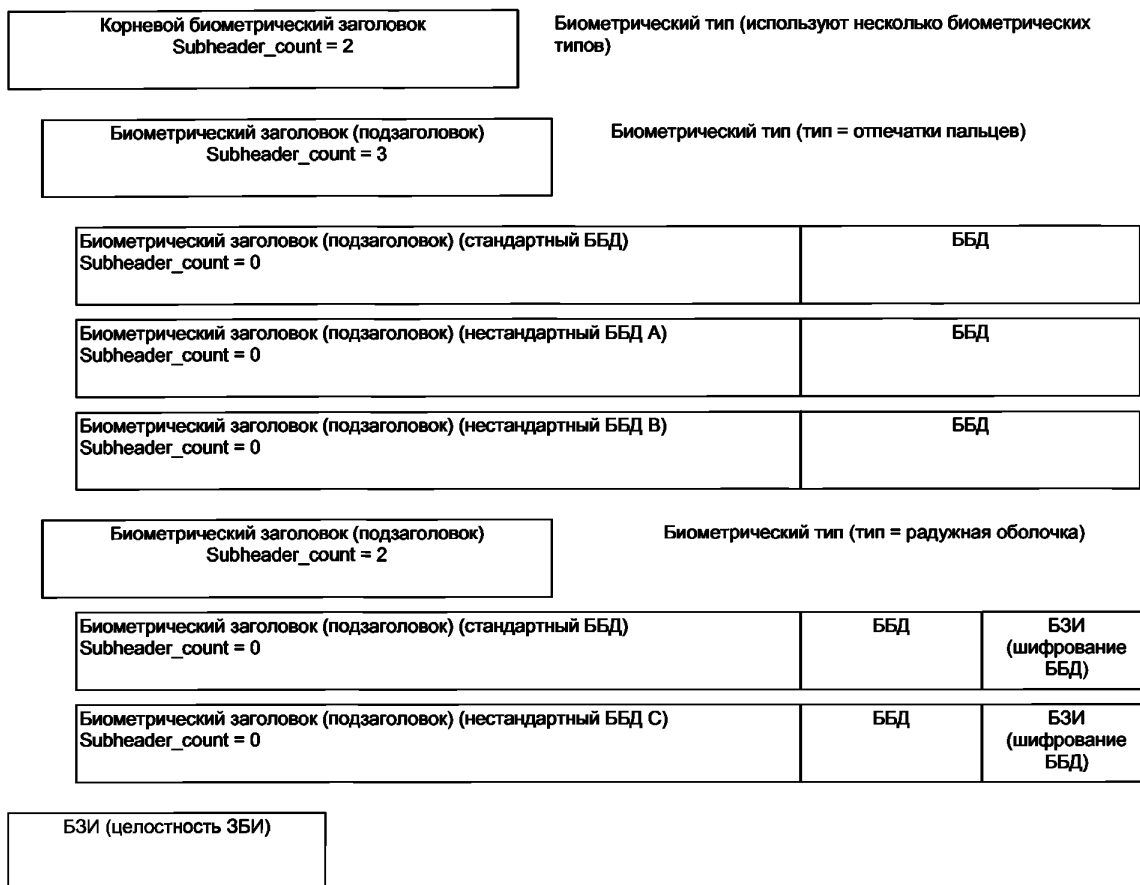 Корневой биометрический заголовок
Subheader_count = 2
Биометрический тип (используют несколько биометрических
типов)
Биометрический заголовок (подзаголовок)
Subheader_count = 3
Биометрический тип (тип = отпечатки пальцев)
Биометрический заголовок (подзаголовок) (стандартный ББД)
Subheader_count = 0
ББД
Биометрический заголовок (подзаголовок) (нестандартный ББД А)
Subheader_count = 0
ББД
Биометрический заголовок (подзаголовок) (нестандартный ББД В)
Subheader_count = 0
ББД
Биометрический заголовок (подзаголовок)
Subheader_count = 2
Биометрический тип (тип = радужная оболочка)
Биометрический заголовок (подзаголовок) (стандартный ББД)
Subheader_count = 0
ББД
БЗИ
(шифрование
ББД)
Биометрический заголовок (подзаголовок) (нестандартный ББД С)
Subheader_count = 0
ББД
БЗИ
(шифрование
ББД)
БЗИ (целостность ЗБИ)